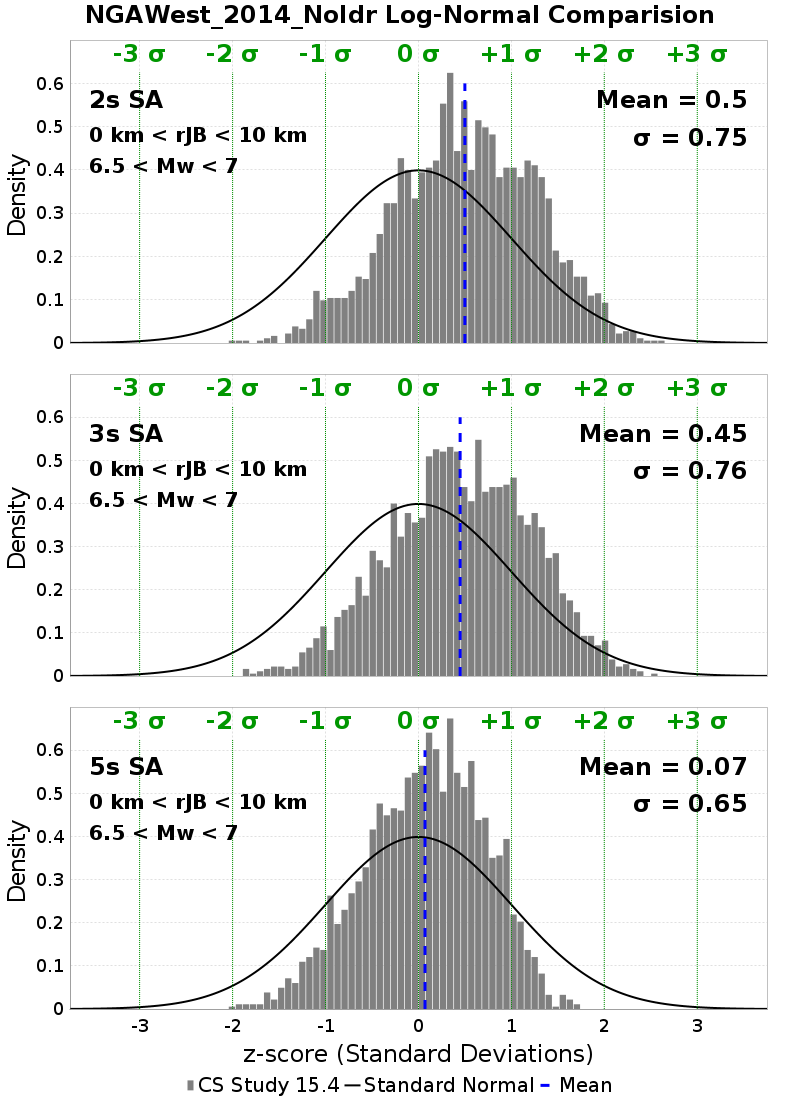 NGAWest_2014_NoIdr Log-Normal Comparision
-3 σ -2 σ -1 σ 0 σ +1 σ +2 σ +3 σ
2s SA
Mean = 0.5
0 km < rJB < 10 km
σ = 0.75
6.5 < Mw < 7
Density
0.6
0.5
0.4
0.3
0.2
0.1
0
-3 σ -2 σ -1 σ 0 σ +1 σ +2 σ +3 σ
3s SA
Mean = 0.45
0 km < rJB < 10 km
σ = 0.76
6.5 < Mw < 7
Density
0.6
0.5
0.4
0.3
0.2
0.1
0
-3 σ -2 σ -1 σ 0 σ +1 σ +2 σ +3 σ
5s SA
Mean = 0.07
0 km < rJB < 10 km
σ = 0.65
6.5 < Mw < 7
Density
0.6
0.5
0.4
0.3
0.2
0.1
0
-3 -2 -1 0 1 2 3
z-score (Standard Deviations)
CS Study 15.4 Standard Normal Mean